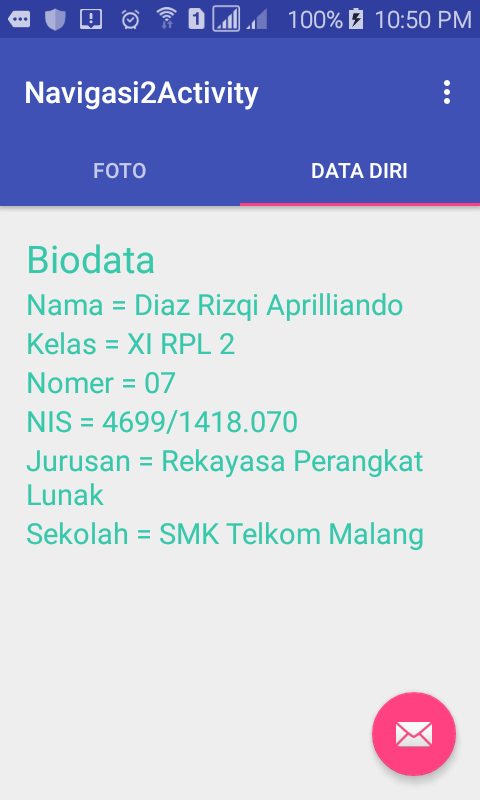 1
100% 10:50 PM
Navigasi2Activity
FOTO DATA DIRI
Biodata
Nama = Diaz Rizqi Aprilliando
Kelas = XI RPL 2
Nomer = 07
NIS = 4699/1418.070
Jurusan = Rekayasa Perangkat
Lunak
Sekolah = SMK Telkom Malang